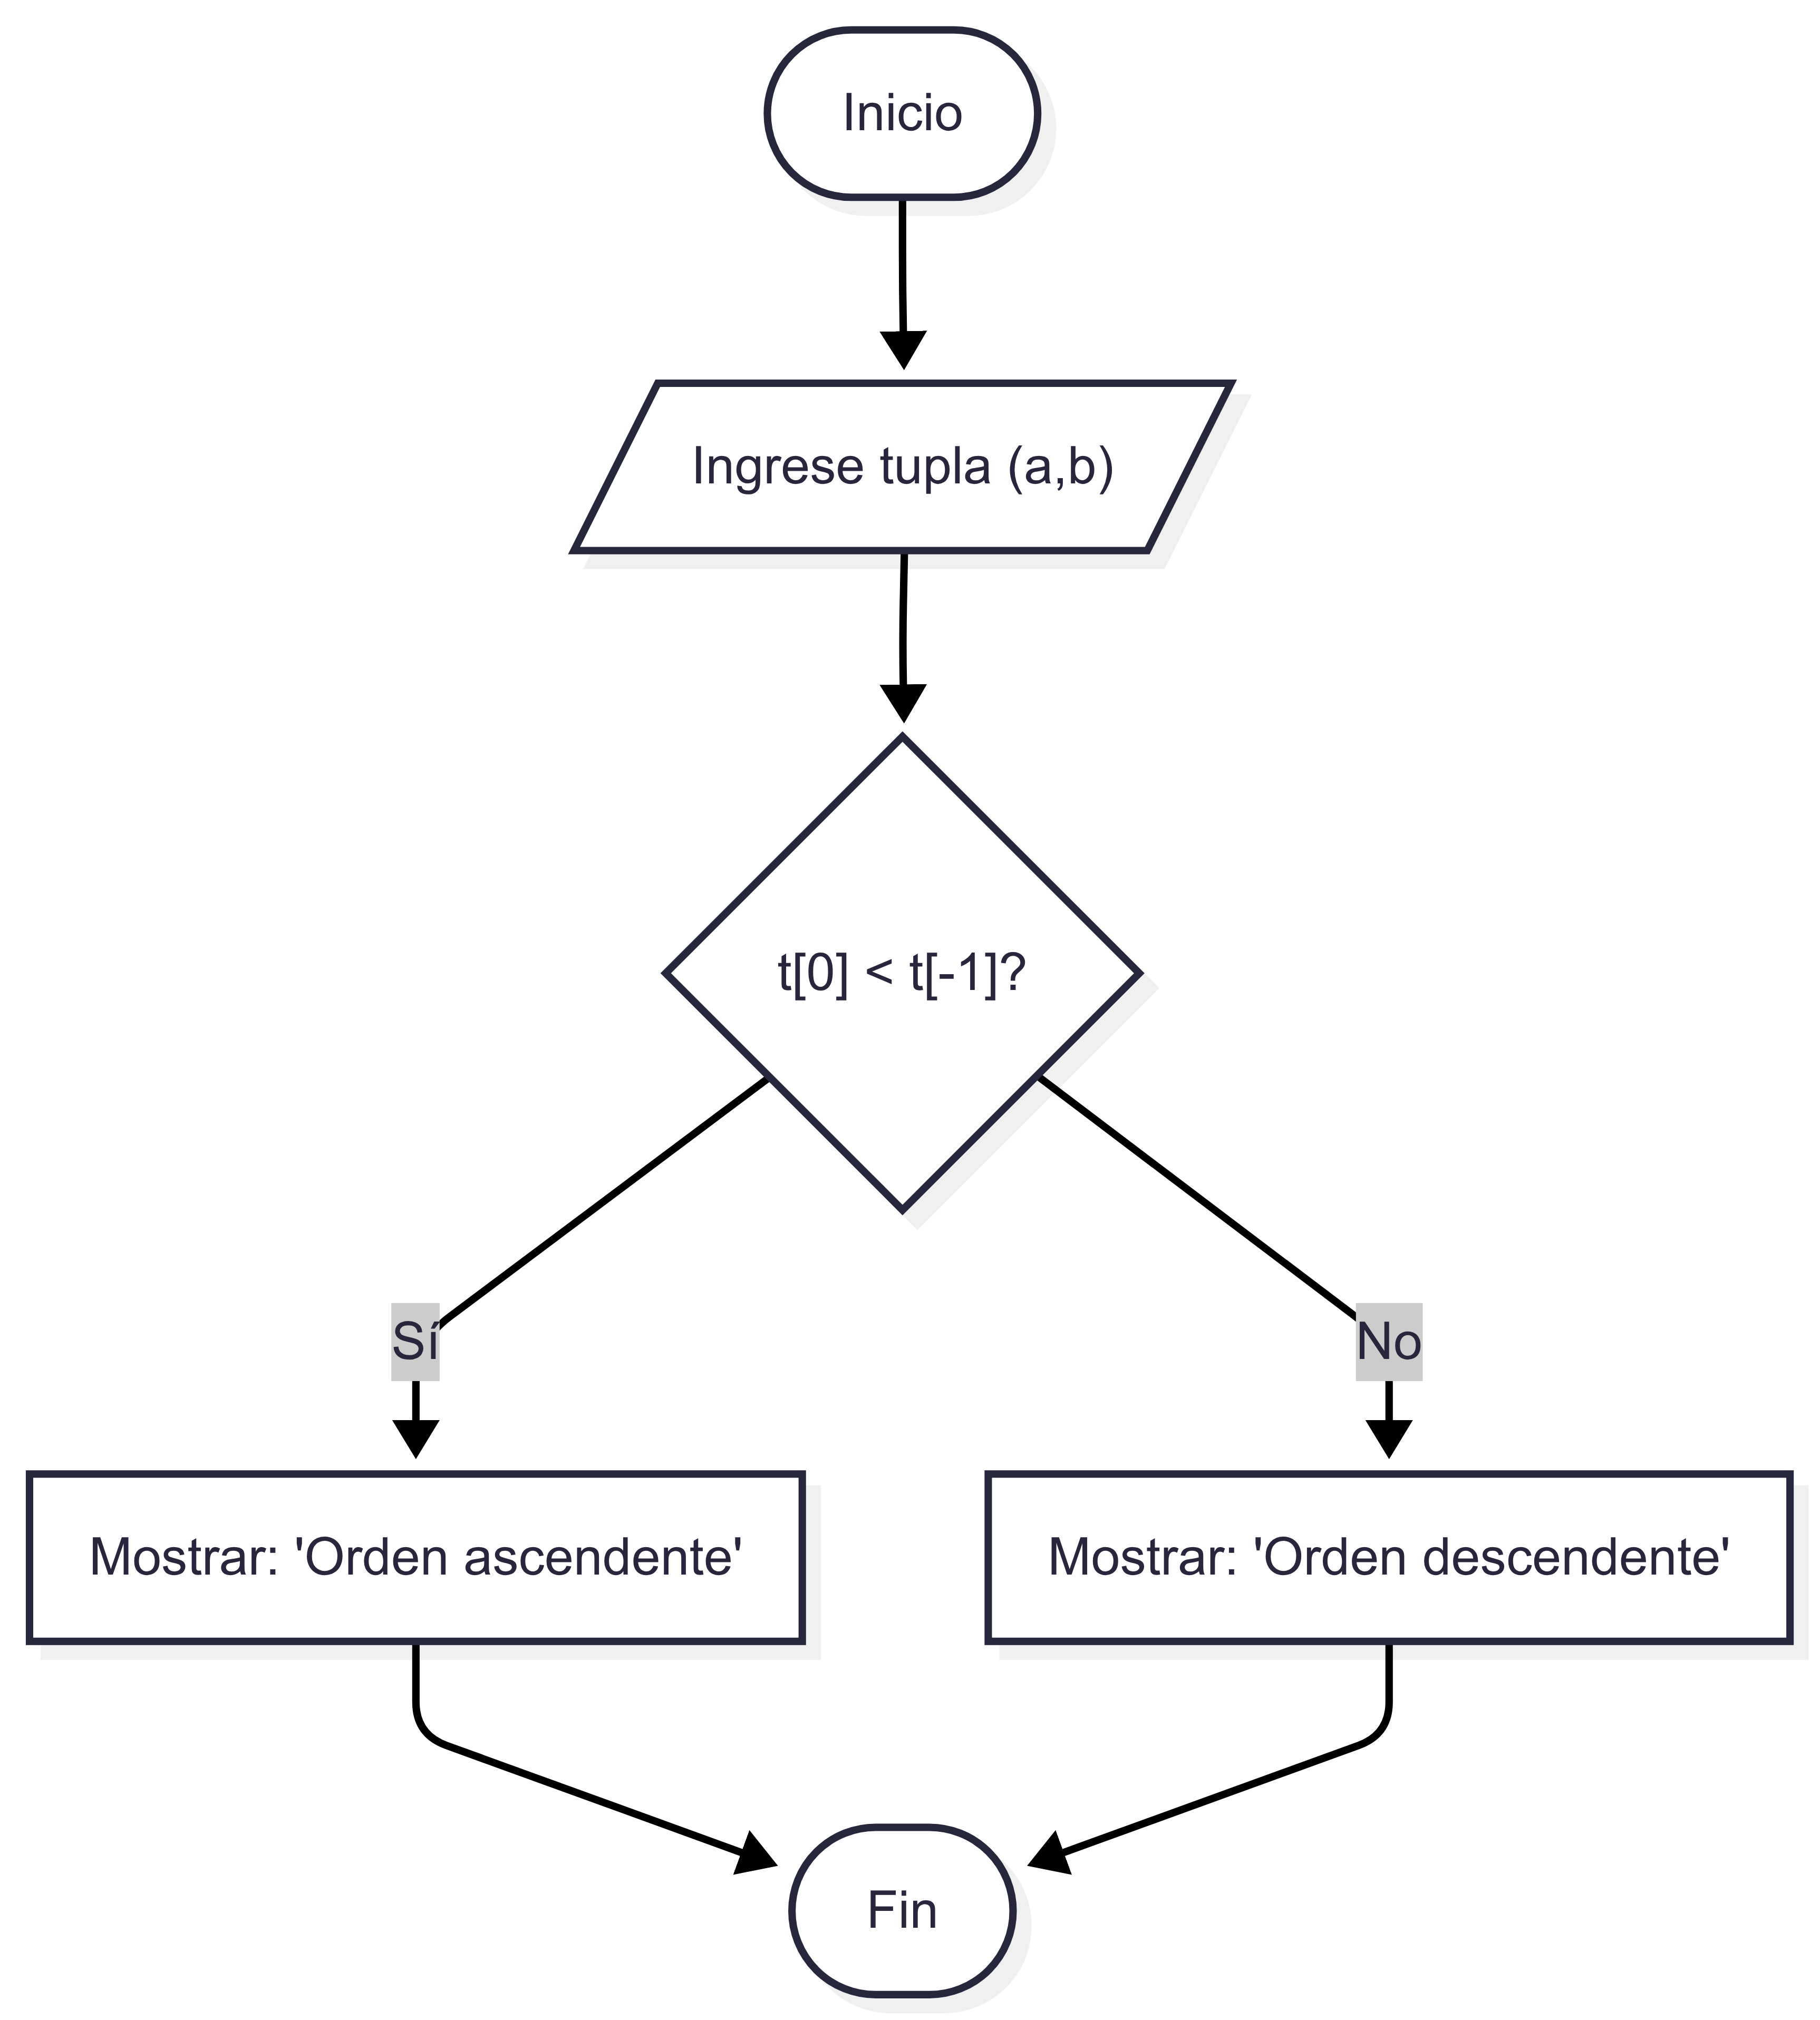 Inicio
Ingrese tupla (a,b)
t[0] < t[-1]?
Sí
No
Mostrar: 'Orden ascendente'
Mostrar: 'Orden descendente'
Fin